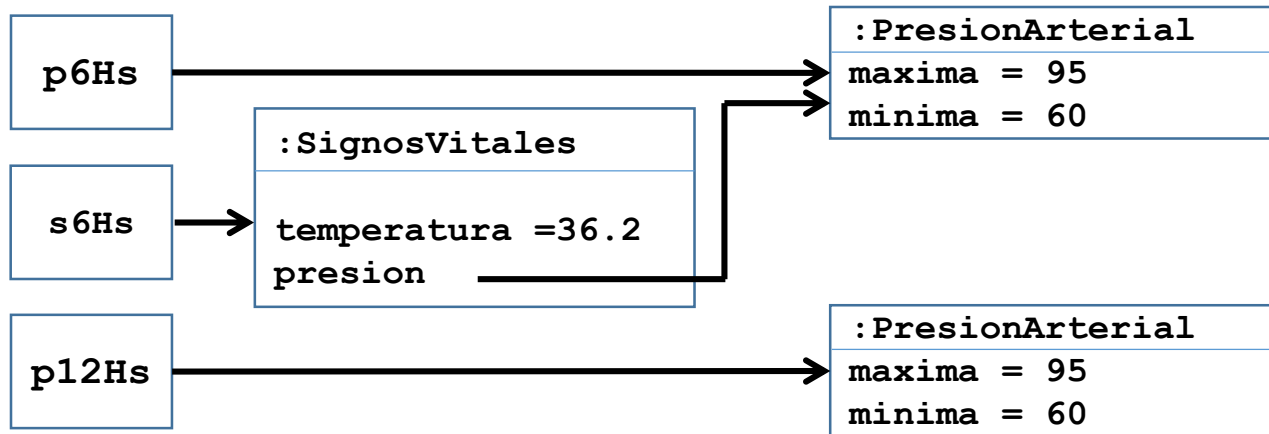 p6Hs
:PresionArterial
maxima = 95
minima = 60
s6Hs
:SignosVitales
temperatura =36.2
presion
p12Hs
:PresionArterial
maxima = 95
minima = 60